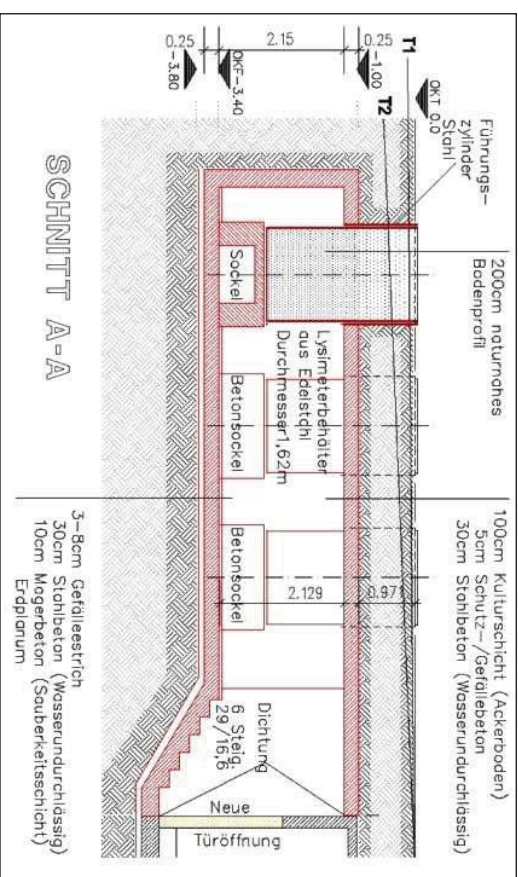 T1
T2
OKT 0.0
0.25
-1.00
2.15
OKF-3.40
0.25
-3.80
Führungs-
zylinder
Stahl
200cm naturnahes
Bodenprofil
100cm Kulturschicht (Ackerboden)
5cm Schutz-/Gefällebeton
30cm Stahlbeton (Wasserundurchlässig)
Lysimeterbehälter
aus Edelstahl
Durchmesser1,62m
Sockel
Betonsockel
Betonsockel
2.129
0.971
Dichtung
6 Steig.
29/16,6
Neue
Türöffnung
SCHNITT A-A
3-8cm Gefälleestrich
30cm Stahlbeton (Wasserundurchlässig)
10cm Magerbeton (Sauberkeitsschicht)
Erdplanum